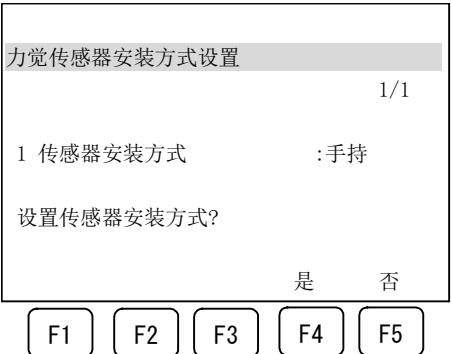 力觉传感器安装方式设置
1/1
1 传感器安装方式 :手持
设置传感器安装方式?
是 否
F1 F2 F3 F4 F5